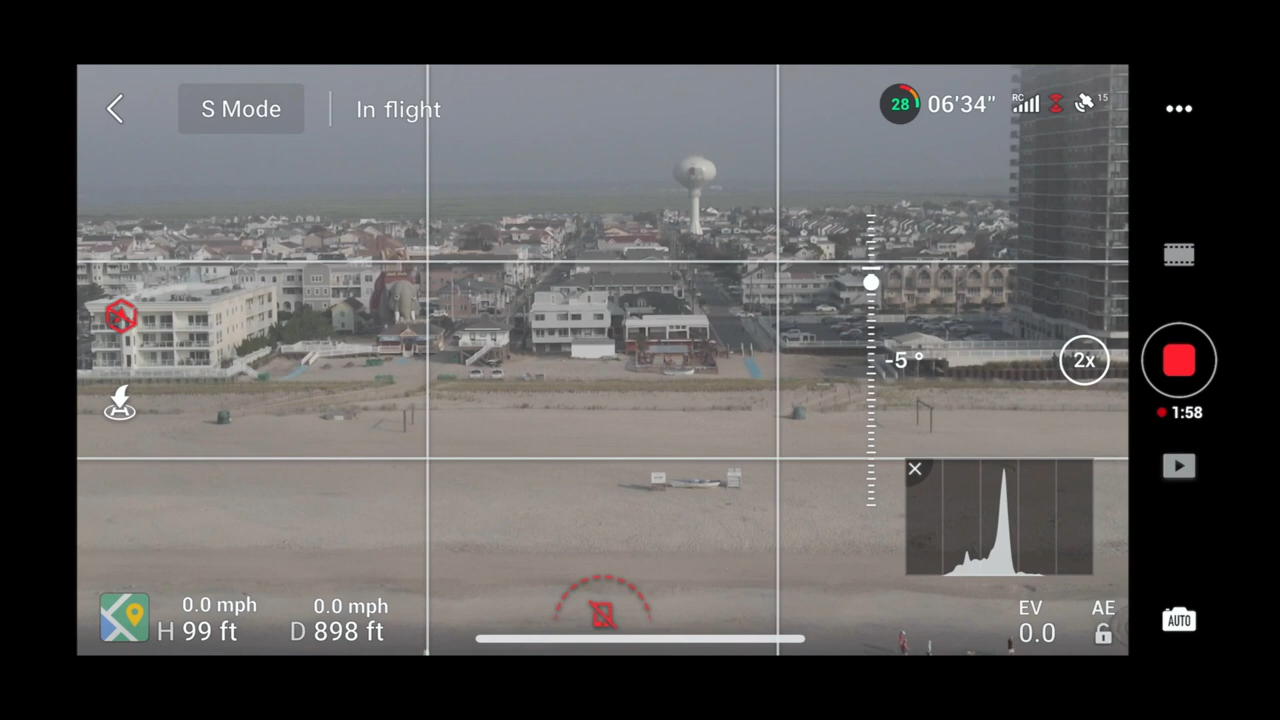 S Mode
In flight
28
06'34"
RC
15
-5°
2x
1:58
0.0 mph
0.0 mph
H 99 ft
D 898 ft
EV
AE
0.0
AUTO